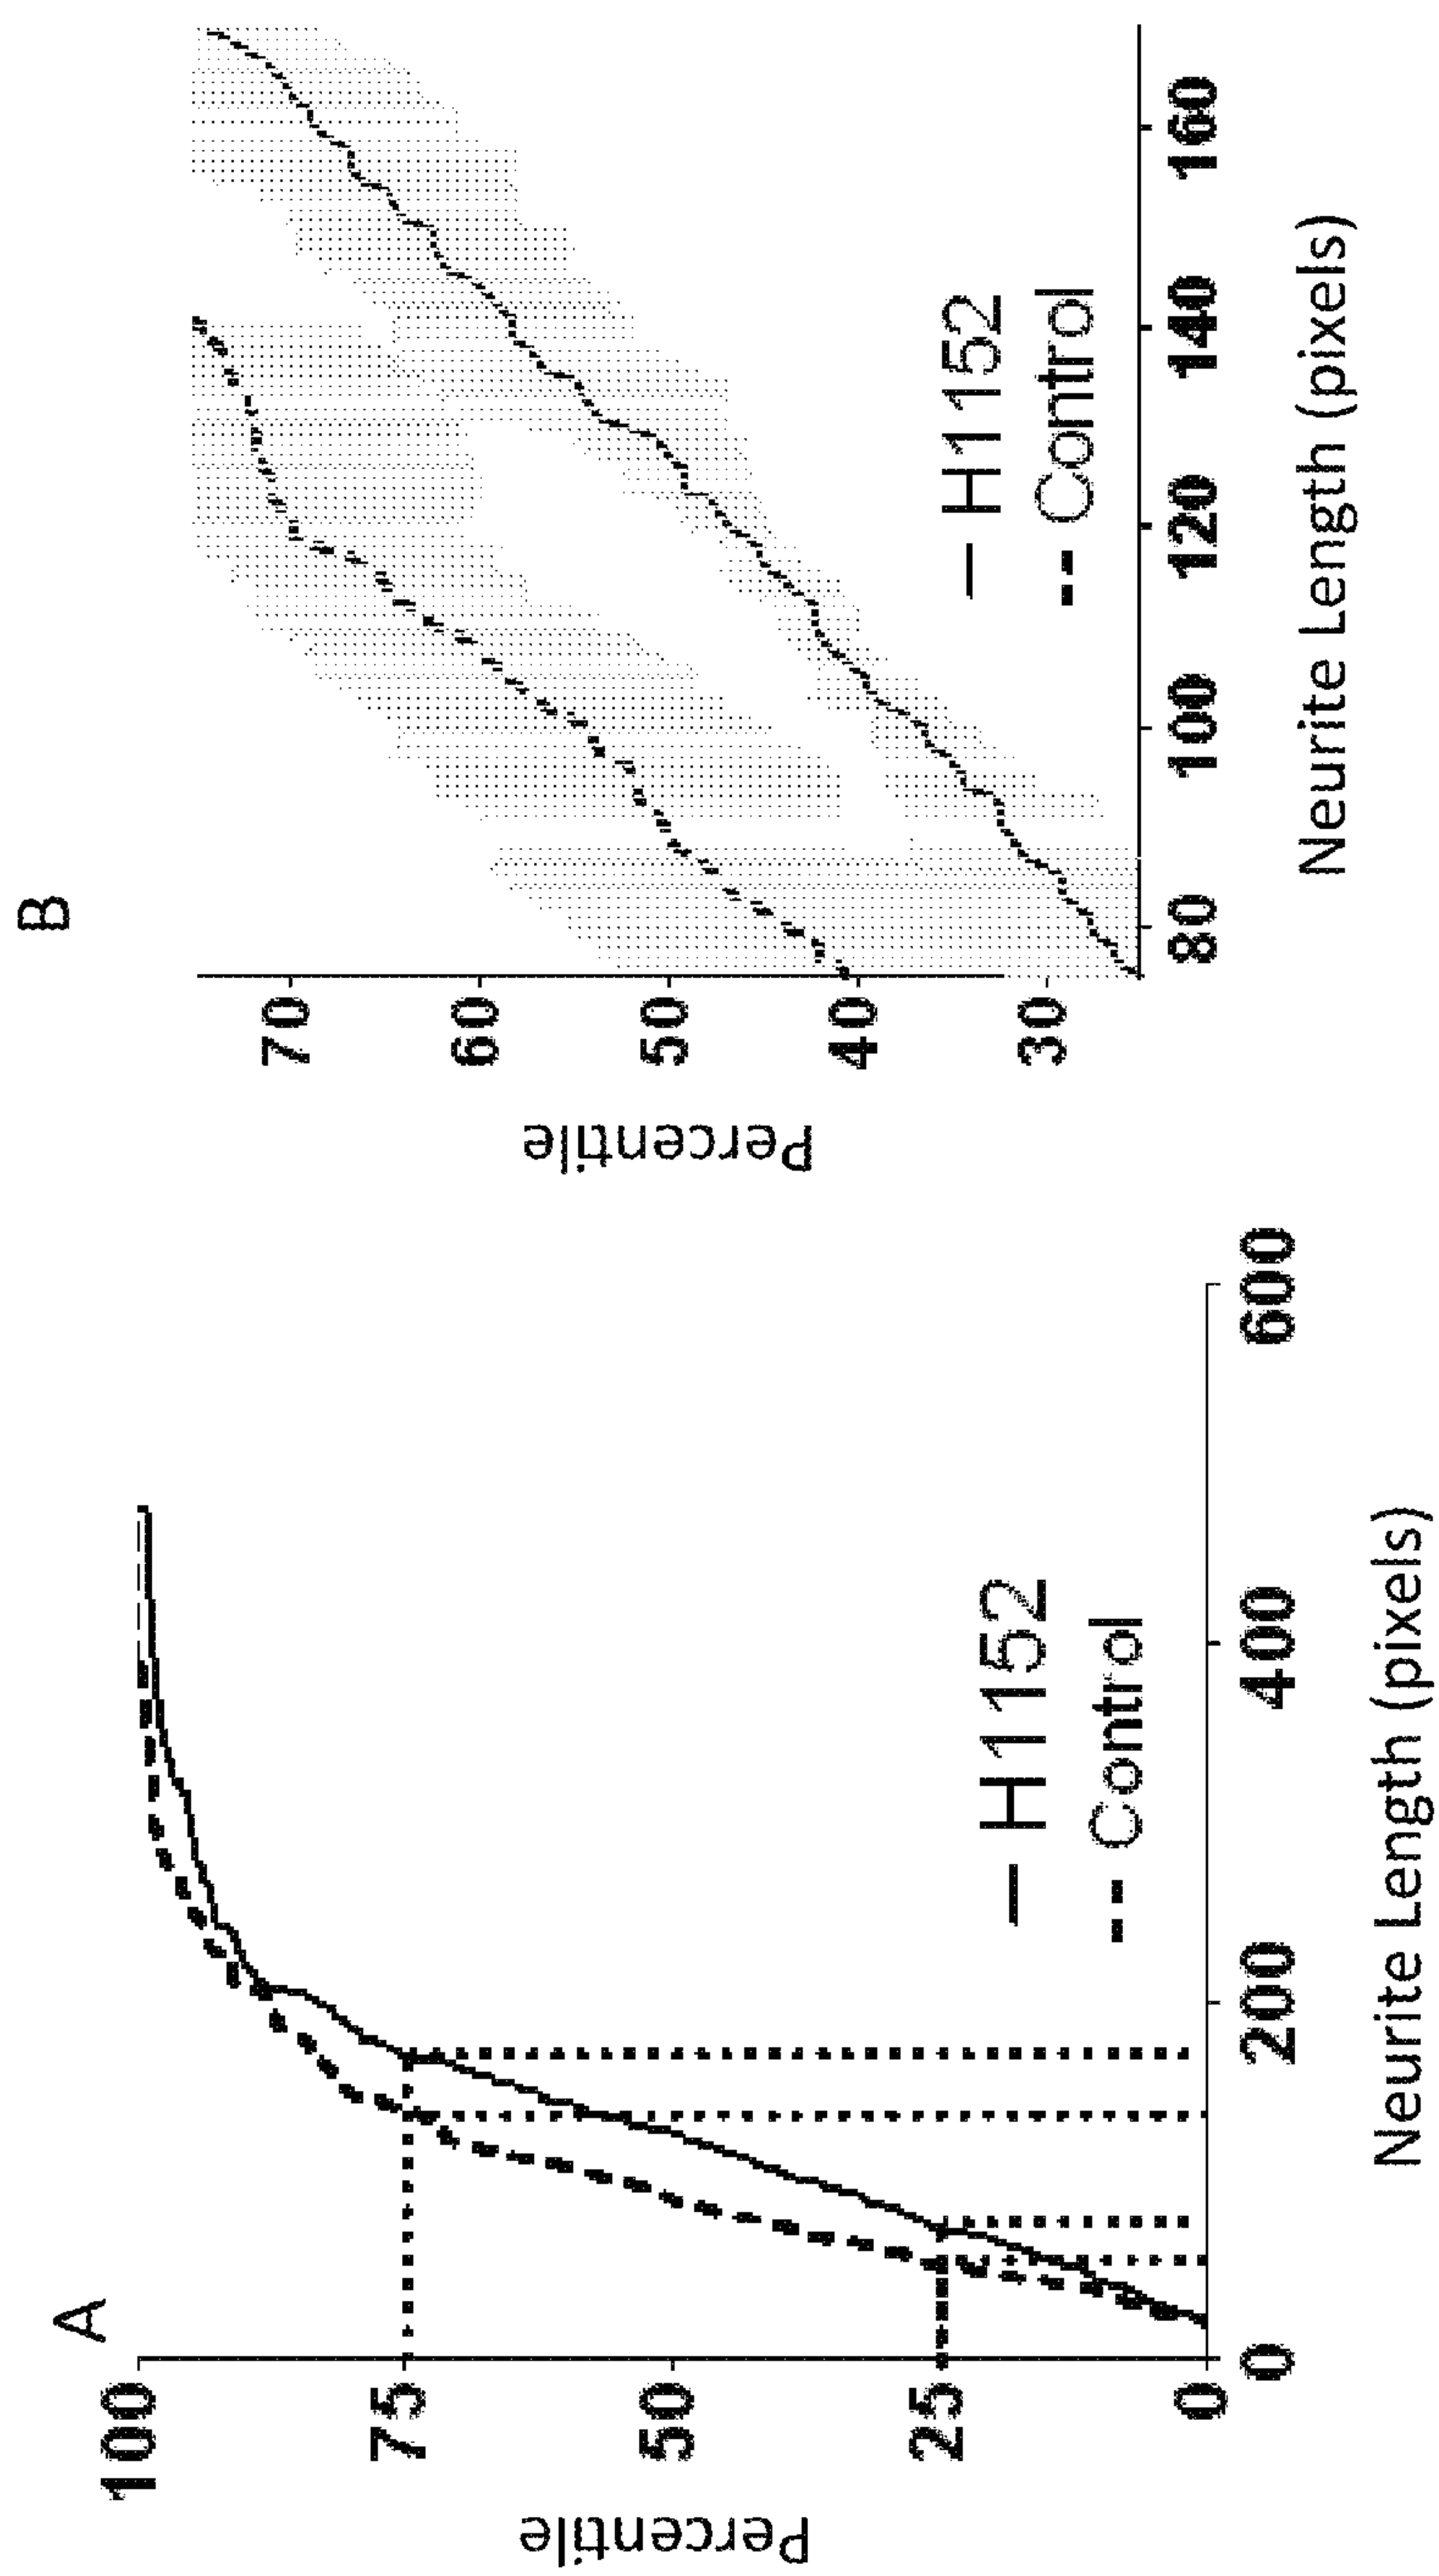 A
Percentile
100
75
50
25
0
H1152
Control
0
200
400
600
Neurite Length (pixels)
B
Percentile
70
60
50
40
30
H1152
Control
80
100
120
140
160
Neurite Length (pixels)